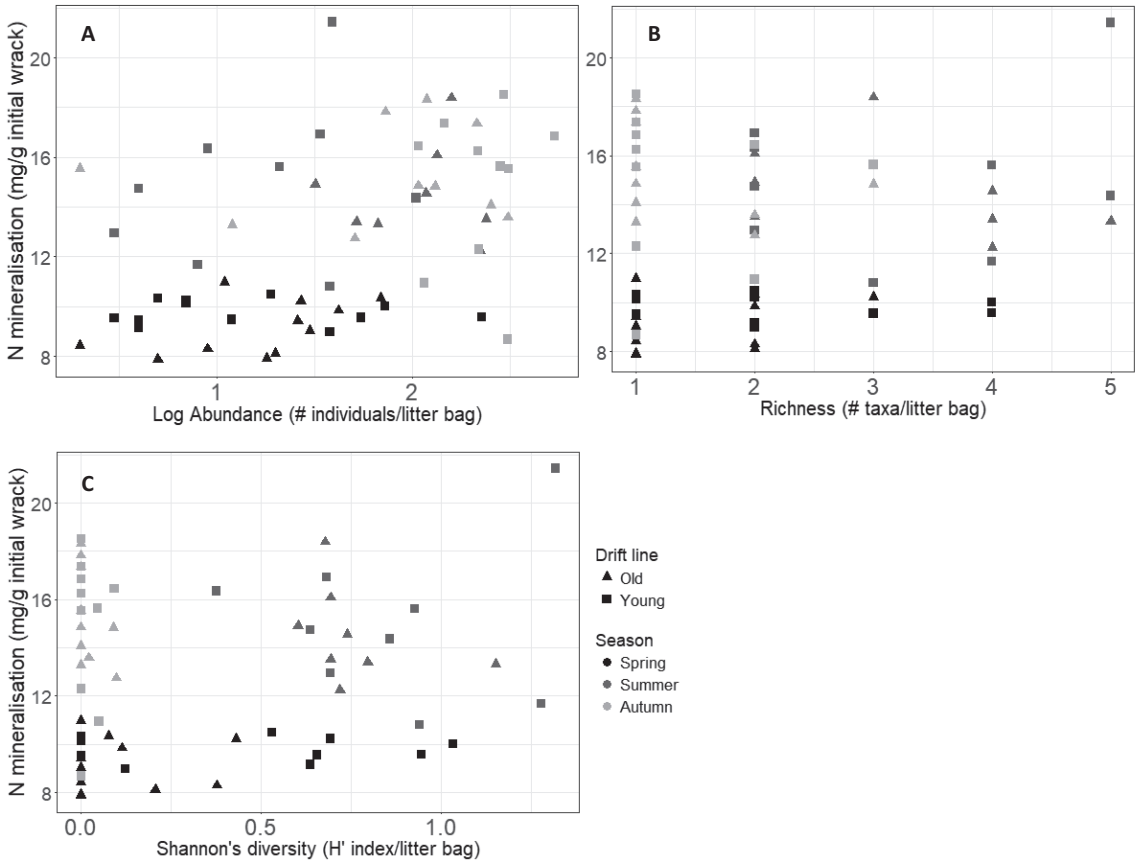 A
N mineralisation (mg/g initial wrack)
20
16
12
8
1
2
Log Abundance (# individuals/litter bag)
B
20
16
12
8
1
2
3
4
5
Richness (# taxa/litter bag)
C
N mineralisation (mg/g initial wrack)
20
16
12
8
0.0
0.5
1.0
Shannon's diversity (H' index/litter bag)
Drift line
Old
Young
Season
Spring
Summer
Autumn